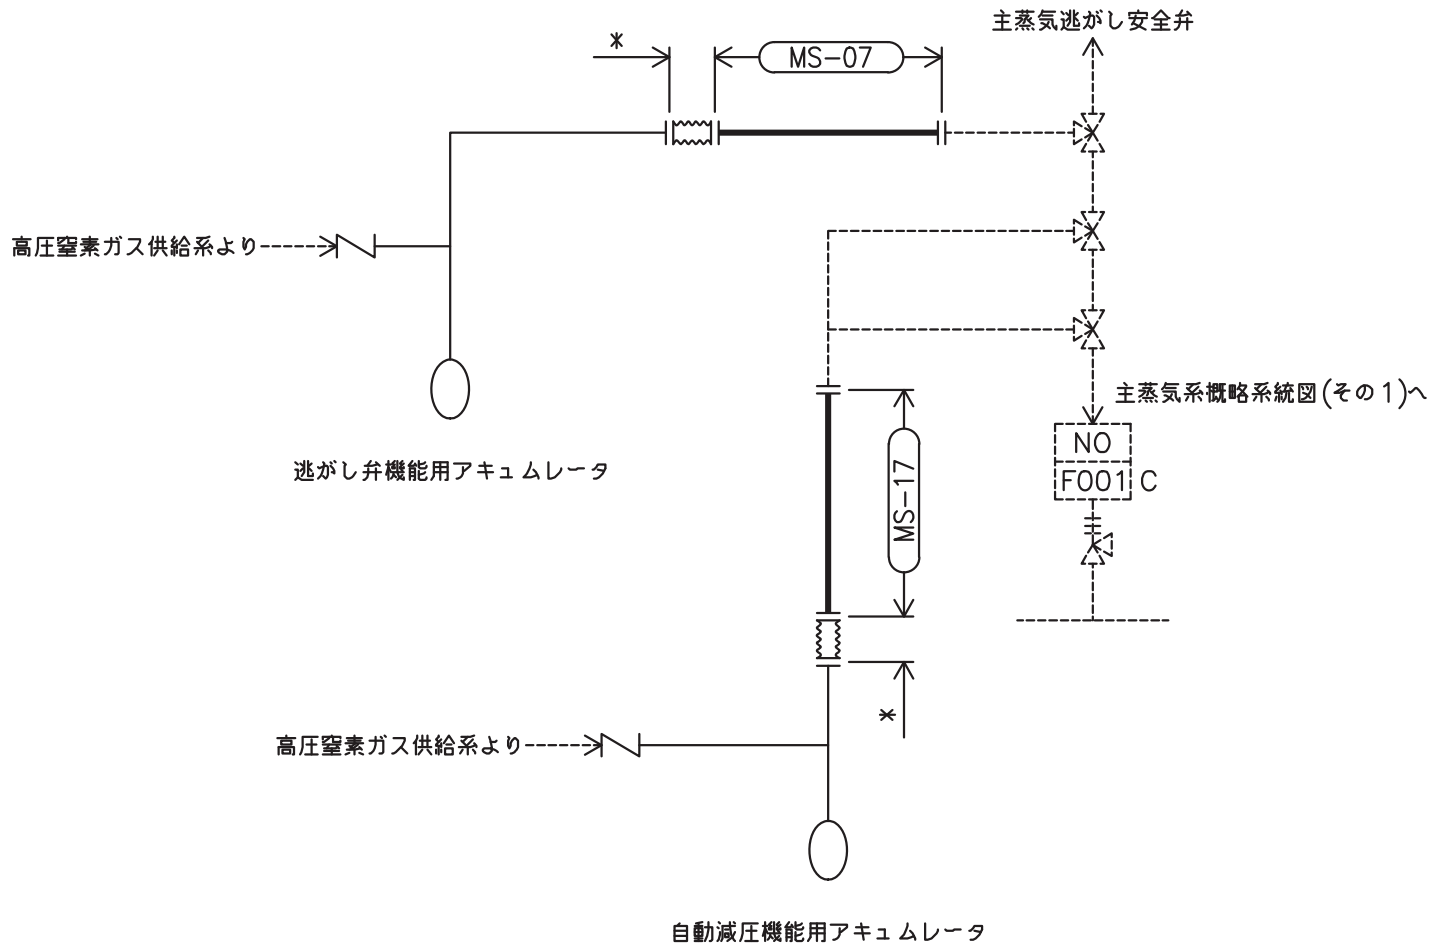 主蒸気逃がし安全弁
*
MS-07
高圧窒素ガス供給系より
主蒸気系概略系統図(その1)へ
NO
F001 C
逃がし弁機能用アキュムレータ
MS-17
*
高圧窒素ガス供給系より
自動減圧機能用アキュムレータ